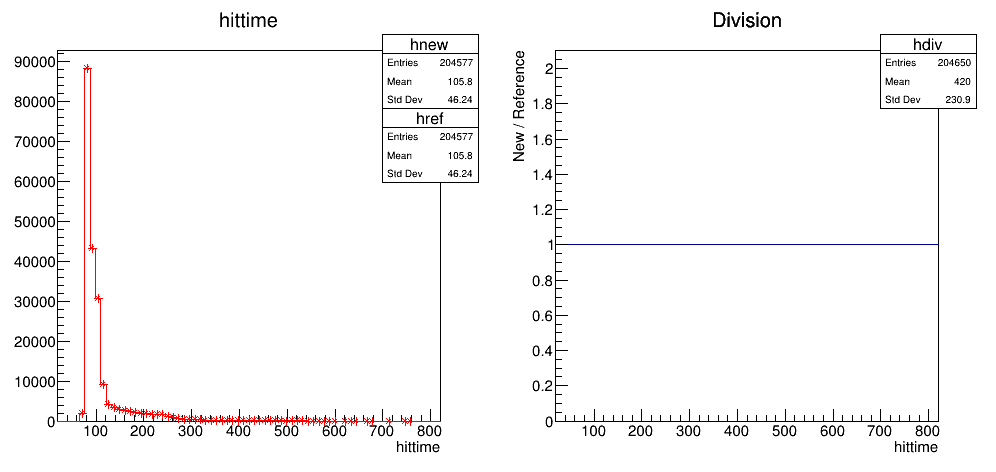 hittime
hnew
Entries 204577
Mean 105.8
Std Dev 46.24
href
Entries 204577
Mean 105.8
Std Dev 46.24
90000
80000
70000
60000
50000
40000
30000
20000
10000
0
100 200 300 400 500 600 700 800
hittime
Division
hdiv
Entries 204650
Mean 420
Std Dev 230.9
New / Reference
2
1.8
1.6
1.4
1.2
1
0.8
0.6
0.4
0.2
0
100 200 300 400 500 600 700 800
hittime